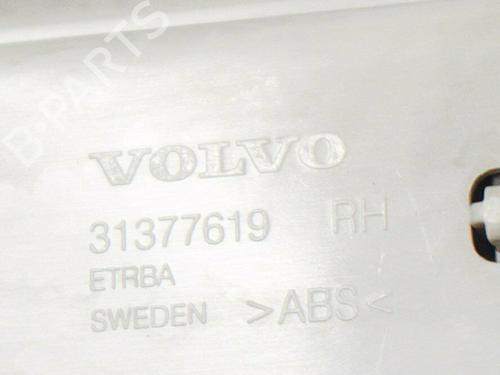 B-PARTS
VOLVO
31377619 RH
ETRBA
SWEDEN >ABS<